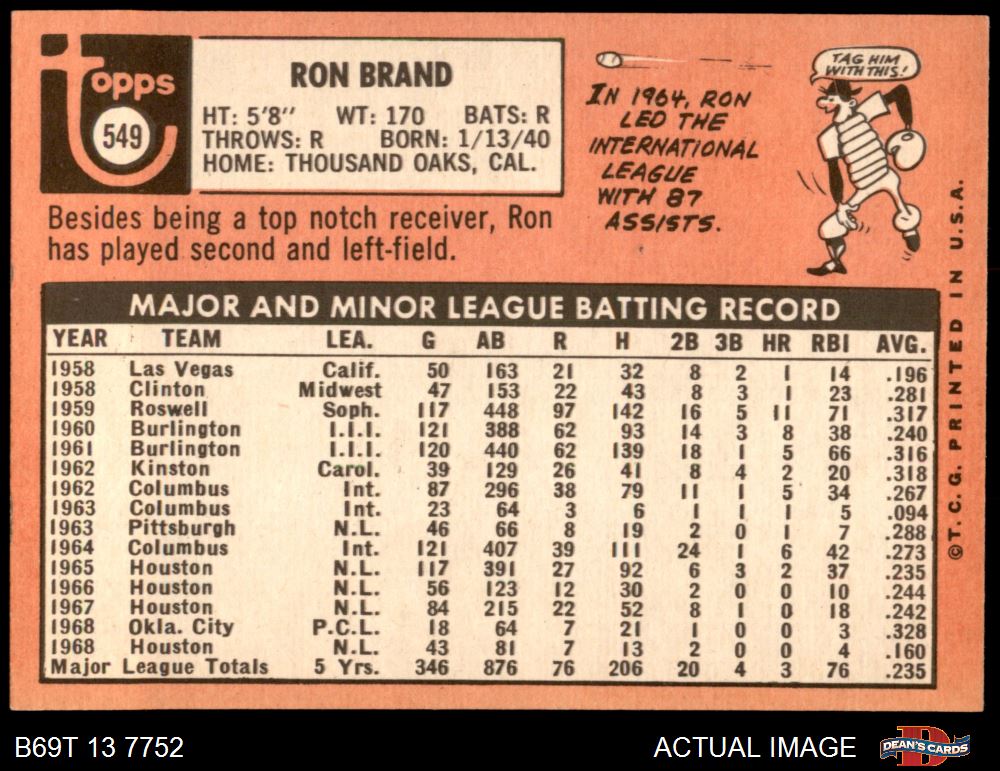 Topps
549
RON BRAND
HT: 5'8" WT: 170 BATS: R
THROWS: R BORN: 1/13/40
HOME: THOUSAND OAKS, CAL.
Besides being a top notch receiver, Ron
has played second and left-field.
IN 1964, RON
LED THE
INTERNATIONAL
LEAGUE
WITH 87
ASSISTS.
TAG HIM
WITH THIS!
MAJOR AND MINOR LEAGUE BATTING RECORD
YEAR TEAM LEA. G AB R H 2B 3B HR RBI AVG.
1958 Las Vegas Calif. 50 163 21 32 8 2 1 14 .196
1958 Clinton Midwest 47 153 22 43 8 3 1 23 .281
1959 Roswell Soph. 117 448 97 142 16 5 11 71 .317
1960 Burlington I.I.I. 121 388 62 93 14 3 8 38 .240
1961 Burlington I.I.I. 120 440 62 139 18 1 5 66 .316
1962 Kinston Carol. 39 129 26 41 8 4 2 20 .318
1962 Columbus Int. 87 296 38 79 11 1 5 34 .267
1963 Columbus Int. 23 64 3 6 1 1 1 5 .094
1963 Pittsburgh N.L. 46 66 8 19 2 0 1 7 .288
1964 Columbus Int. 121 407 39 111 24 1 6 42 .273
1965 Houston N.L. 117 391 27 92 6 3 2 37 .235
1966 Houston N.L. 56 123 12 30 2 0 0 10 .244
1967 Houston N.L. 84 215 22 52 8 1 0 18 .242
1968 Okla. City P.C.L. 18 64 7 21 1 0 0 3 .328
1968 Houston N.L. 43 81 7 13 2 0 0 4 .160
Major League Totals 5 Yrs. 346 876 76 206 20 4 3 76 .235
© T. C. G. PRINTED IN U. S. A.
B69T 13 7752
ACTUAL IMAGE
DEAN'S CARDS